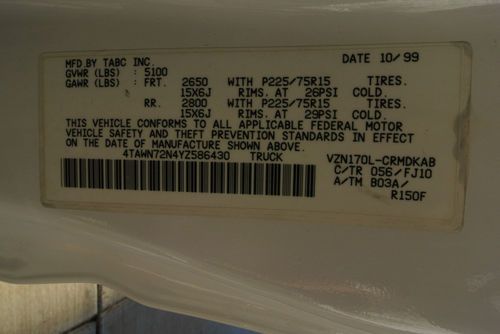 MFD.BY TABC INC. DATE 10/99
GVWR (LBS) : 5100
GAWR (LBS) : FRT. 2650 WITH P225/75R15 TIRES.
15X6J RIMS. AT 26PSI COLD.
RR. 2800 WITH P225/75R15 TIRES.
15X6J RIMS. AT 29PSI COLD.
THIS VEHICLE CONFORMS TO ALL APPLICABLE FEDERAL MOTOR
VEHICLE SAFETY AND THEFT PREVENTION STANDARDS IN EFFECT
ON THE DATE OF MANUFACTURE SHOWN ABOVE.
4TAWN72N4YZ586430 TRUCK VZN170L-CRMDKAB
C/TR 056/FJ10
A/TM B03A/
R150F